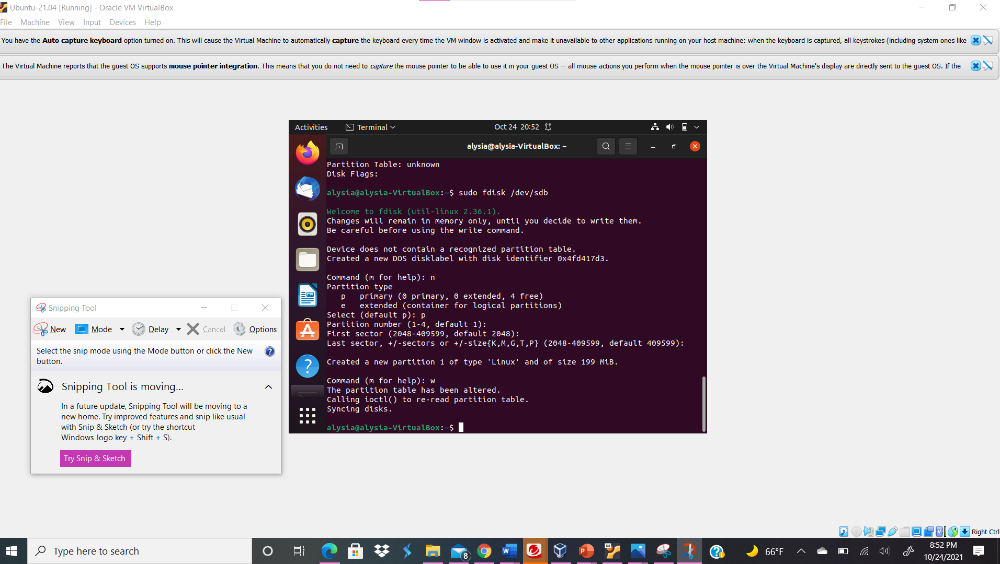 Ubuntu-21.04 [Running] - Oracle VM VirtualBox
File Machine View Input Devices Help
You have the Auto capture keyboard option turned on. This will cause the Virtual Machine to automatically capture the keyboard every time the VM window is activated and make it unavailable to other applications running on your host machine: when the keyboard is captured, all keystrokes (including system ones like
The Virtual Machine reports that the guest OS supports mouse pointer integration. This means that you do not need to capture the mouse pointer to be able to use it in your guest OS -- all mouse actions you perform when the mouse pointer is over the Virtual Machine's display are directly sent to the guest OS. If the
Activities Terminal Oct 24 20:52
alysia@alysia-VirtualBox: ~
Partition Table: unknown
Disk Flags:
alysia@alysia-VirtualBox:~$ sudo fdisk /dev/sdb
Welcome to fdisk (util-linux 2.36.1).
Changes will remain in memory only, until you decide to write them.
Be careful before using the write command.
Device does not contain a recognized partition table.
Created a new DOS disklabel with disk identifier 0x4fd417d3.
Command (m for help): n
Partition type
p primary (0 primary, 0 extended, 4 free)
e extended (container for logical partitions)
Select (default p): p
Partition number (1-4, default 1):
First sector (2048-409599, default 2048):
Last sector, +/-sectors or +/-size{K,M,G,T,P} (2048-409599, default 409599):
Created a new partition 1 of type 'Linux' and of size 199 MiB.
Command (m for help): w
The partition table has been altered.
Calling ioctl() to re-read partition table.
Syncing disks.
alysia@alysia-VirtualBox:~$
Snipping Tool
New Mode Delay Cancel Options
Select the snip mode using the Mode button or click the New
button.
Snipping Tool is moving...
In a future update, Snipping Tool will be moving to a
new home. Try improved features and snip like usual
with Snip & Sketch (or try the shortcut
Windows logo key + Shift + S).
Try Snip & Sketch
Right Ctrl
Type here to search
8
64
66°F
8:52 PM
10/24/2021